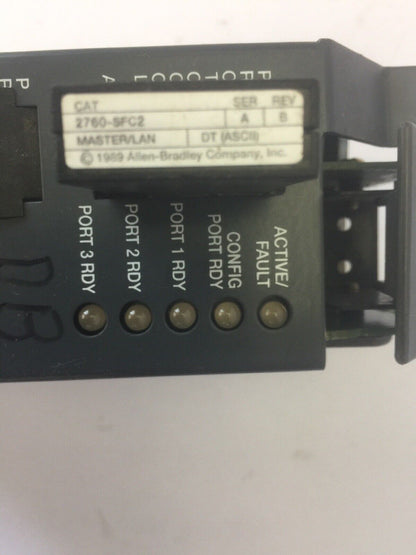 CAT SER REV
2760-SFC2 A B
MASTER/LAN DT (ASCII)
© 1989 Allen-Bradley Company, Inc.
PORT 3 RDY
PORT 2 RDY
PORT 1 RDY
CONFIG
PORT RDY
ACTIVE/
FAULT